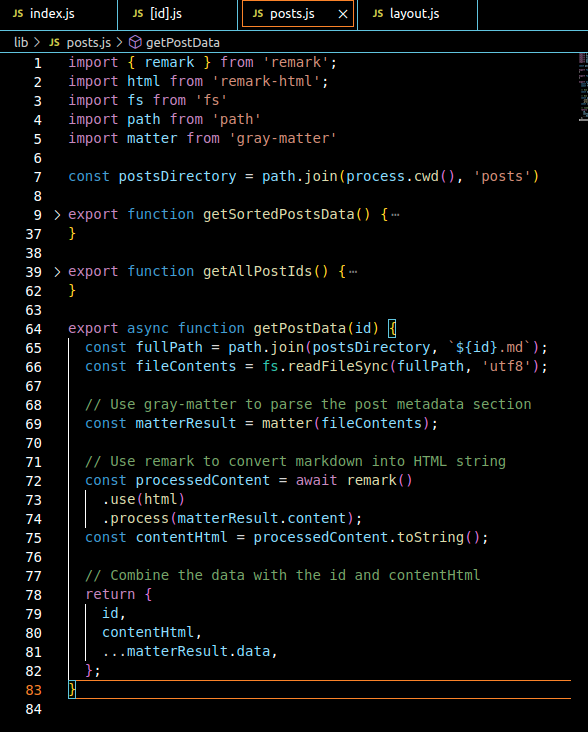 JS index.js JS [id].js JS posts.js × JS layout.js
lib > JS posts.js > getPostData
1 import { remark } from 'remark';
2 import html from 'remark-html';
3 import fs from 'fs'
4 import path from 'path'
5 import matter from 'gray-matter'
6
7 const postsDirectory = path.join(process.cwd(), 'posts')
8
9 > export function getSortedPostsData() {…
37 }
38
39 > export function getAllPostIds() {…
62 }
63
64 export async function getPostData(id) {
65   const fullPath = path.join(postsDirectory, `${id}.md`);
66   const fileContents = fs.readFileSync(fullPath, 'utf8');
67
68   // Use gray-matter to parse the post metadata section
69   const matterResult = matter(fileContents);
70
71   // Use remark to convert markdown into HTML string
72   const processedContent = await remark()
73     .use(html)
74     .process(matterResult.content);
75   const contentHtml = processedContent.toString();
76
77   // Combine the data with the id and contentHtml
78   return {
79     id,
80     contentHtml,
81     ...matterResult.data,
82   };
83 }
84